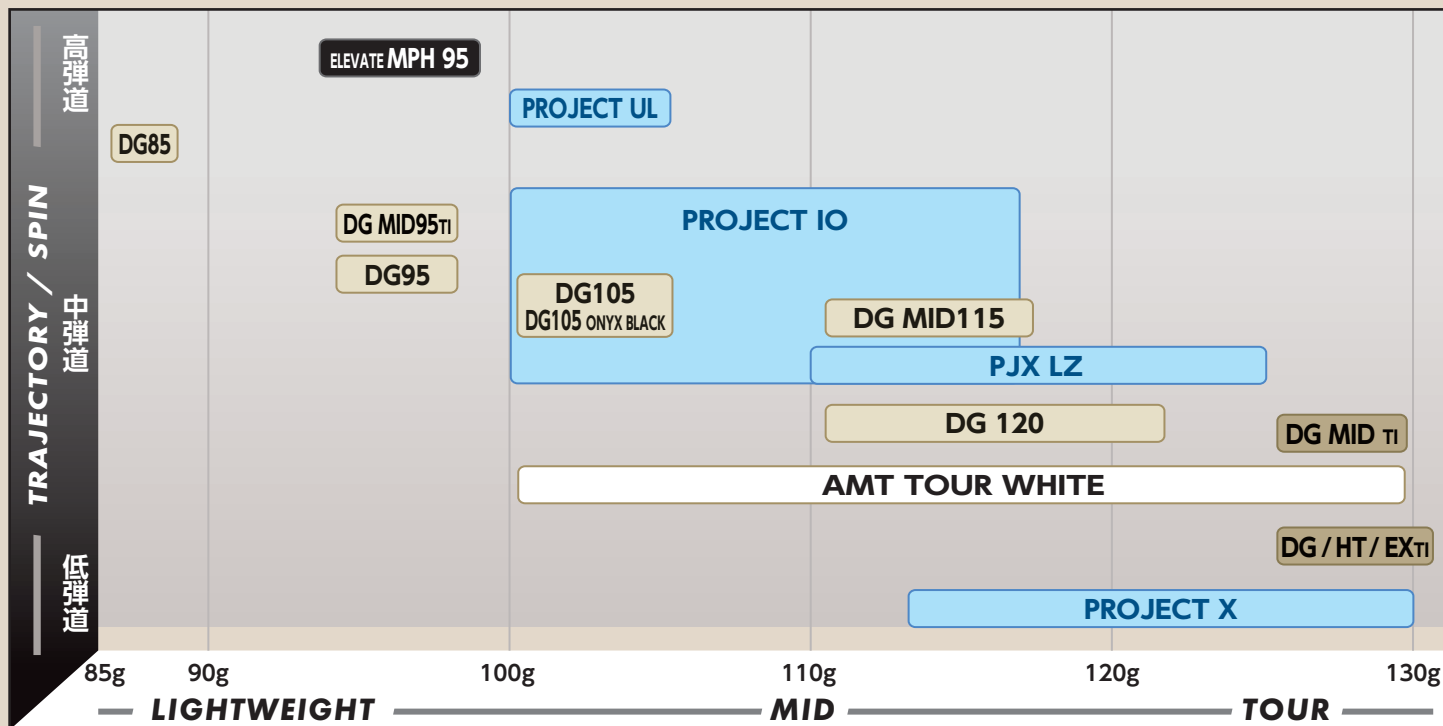 高弾道
TRAJECTORY / SPIN
中弾道
低弾道
ELEVATE MPH 95
PROJECT UL
DG85
PROJECT IO
DG MID95TI
DG95
DG105
DG105 ONYX BLACK
DG MID115
PJX LZ
DG 120
DG MID TI
AMT TOUR WHITE
DG / HT / EXTI
PROJECT X
85g 90g 100g 110g 120g 130g
LIGHTWEIGHT MID TOUR